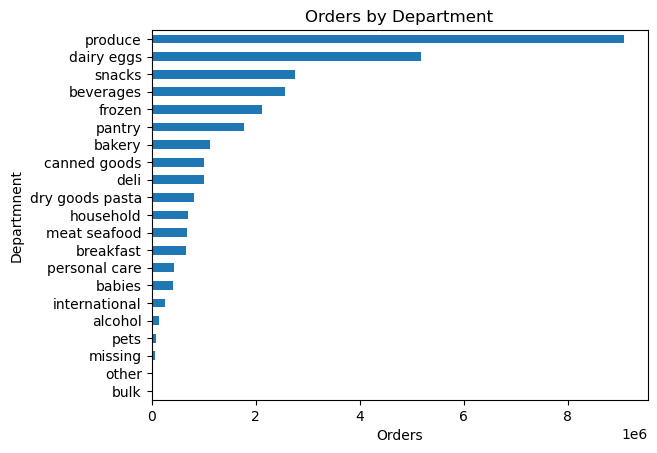 Orders by Department
Departmnent
produce
dairy eggs
snacks
beverages
frozen
pantry
bakery
canned goods
deli
dry goods pasta
household
meat seafood
breakfast
personal care
babies
international
alcohol
pets
missing
other
bulk
0 2 4 6 8
1e6
Orders